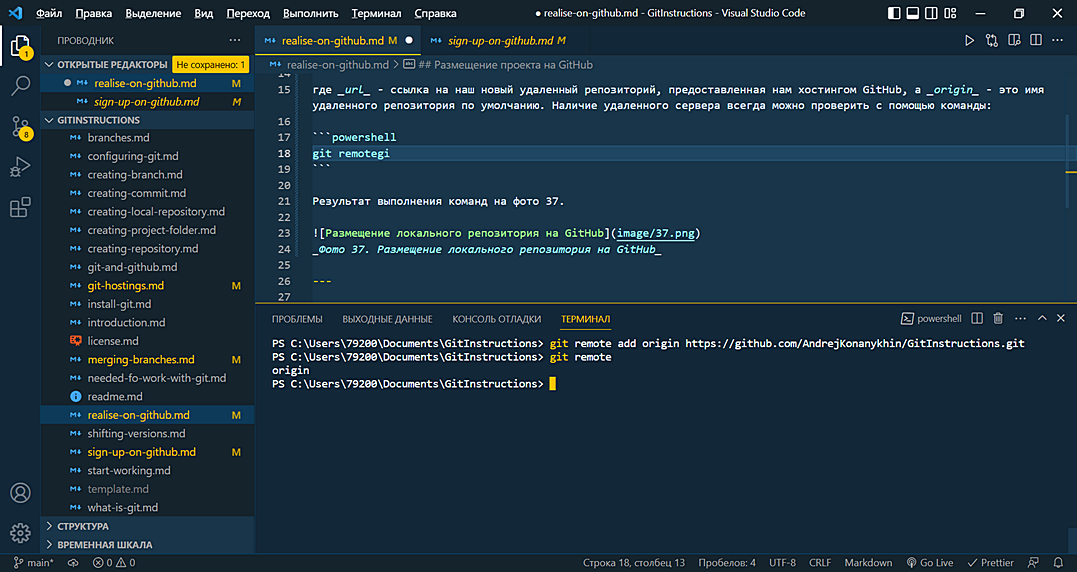 Файл Правка Выделение Вид Переход Выполнить Терминал Справка
● realise-on-github.md - GitInstructions - Visual Studio Code
ПРОВОДНИК ···
ОТКРЫТЫЕ РЕДАКТОРЫ Не сохранено: 1
● M↓ realise-on-github.md M
M↓ sign-up-on-github.md M
GITINSTRUCTIONS
M↓ branches.md
M↓ configuring-git.md
M↓ creating-branch.md
M↓ creating-commit.md
M↓ creating-local-repository.md
M↓ creating-project-folder.md
M↓ creating-repository.md
M↓ git-and-github.md
M↓ git-hostings.md M
M↓ install-git.md
M↓ introduction.md
license.md
M↓ merging-branches.md M
M↓ needed-fo-work-with-git.md
readme.md
M↓ realise-on-github.md M
M↓ shifting-versions.md
M↓ sign-up-on-github.md M
M↓ start-working.md
M↓ template.md
M↓ what-is-git.md
СТРУКТУРА
ВРЕМЕННАЯ ШКАЛА
1
8
M↓ realise-on-github.md M ● M↓ sign-up-on-github.md M
M↓ realise-on-github.md > ## Размещение проекта на GitHub
14
15 где _url_ - ссылка на наш новый удаленный репозиторий, предоставленная нам хостингом GitHub, а _origin_ - это имя
удаленного репозитория по умолчанию. Наличие удаленного сервера всегда можно проверить с помощью команды:
16
17 ```powershell
18 git remotegi
19 ```
20
21 Результат выполнения команд на фото 37.
22
23 ![Размещение локального репозитория на GitHub](image/37.png)
24 _Фото 37. Размещение локального репозитория на GitHub_
25
26 ---
27
ПРОБЛЕМЫ ВЫХОДНЫЕ ДАННЫЕ КОНСОЛЬ ОТЛАДКИ ТЕРМИНАЛ powershell
PS C:\Users\79200\Documents\GitInstructions> git remote add origin https://github.com/AndrejKonanykhin/GitInstructions.git
PS C:\Users\79200\Documents\GitInstructions> git remote
origin
PS C:\Users\79200\Documents\GitInstructions>
main* 0 0 Строка 18, столбец 13 Пробелов: 4 UTF-8 CRLF Markdown Go Live Prettier